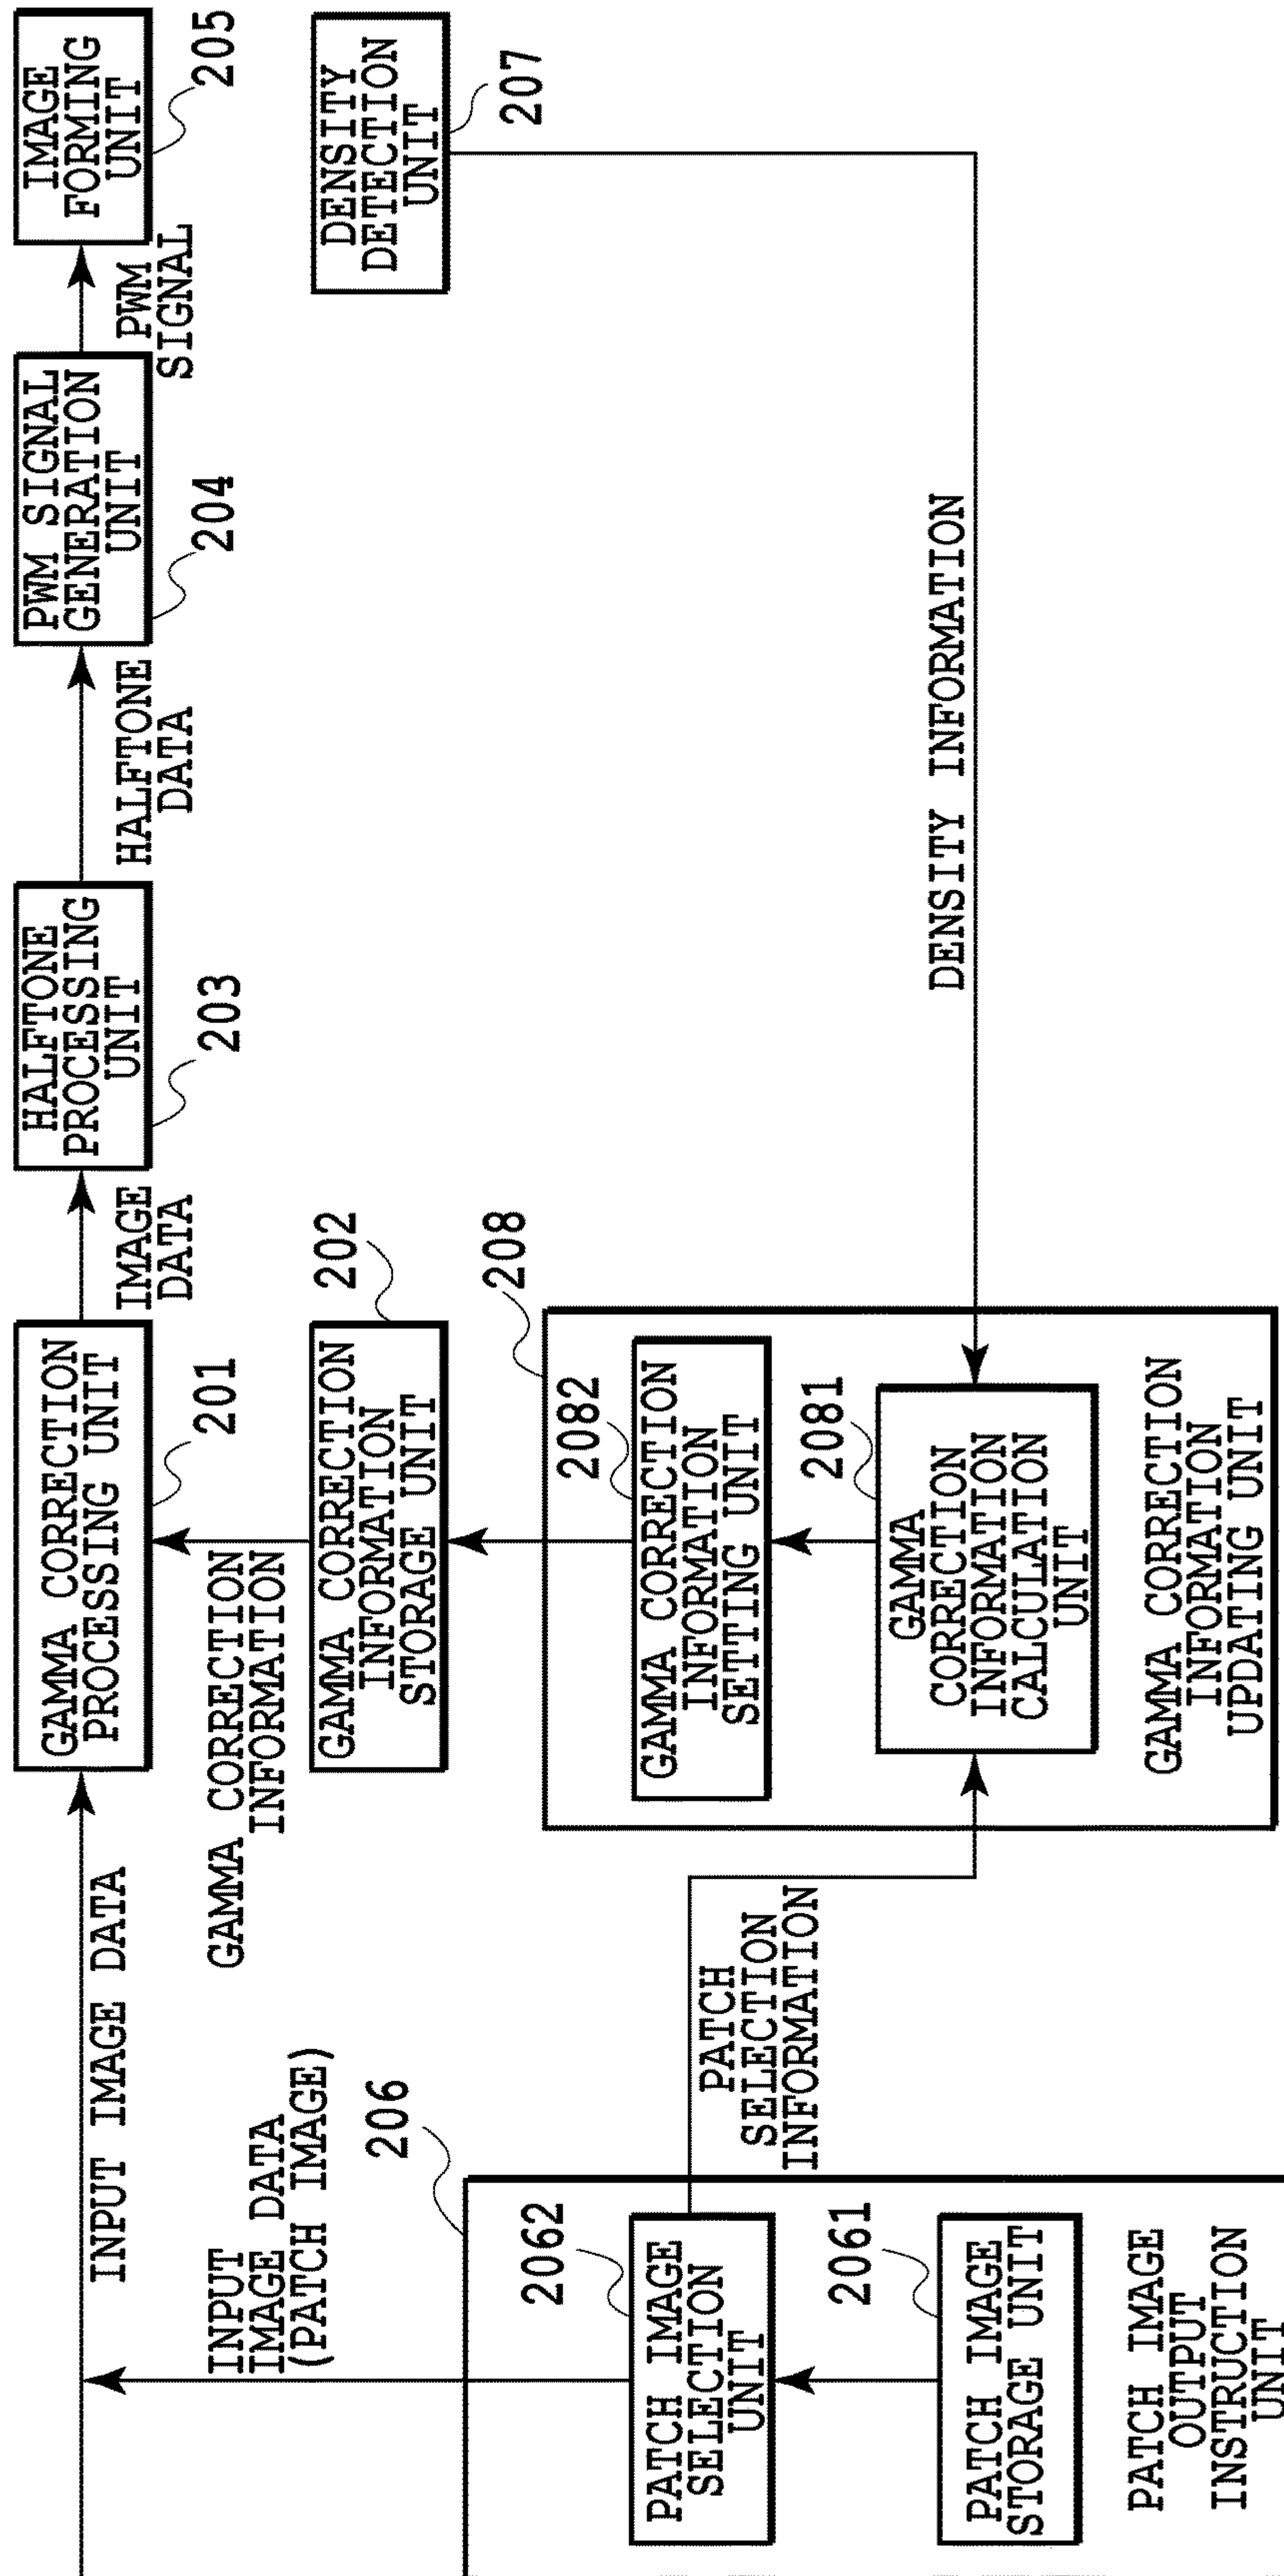 INPUT IMAGE DATA
GAMMA CORRECTION
PROCESSING UNIT
201
IMAGE
DATA
HALFTONE
PROCESSING
UNIT
203
HALFTONE
DATA
PWM SIGNAL
GENERATION
UNIT
204
PWM
SIGNAL
IMAGE
FORMING
UNIT
205
INPUT
IMAGE DATA
(PATCH IMAGE)
206
GAMMA CORRECTION
INFORMATION
GAMMA CORRECTION
INFORMATION
STORAGE UNIT
202
DENSITY
DETECTION
UNIT
207
208
2062
PATCH IMAGE
SELECTION
UNIT
PATCH
SELECTION
INFORMATION
2082
GAMMA CORRECTION
INFORMATION
SETTING UNIT
2061
PATCH IMAGE
STORAGE UNIT
2081
GAMMA
CORRECTION
INFORMATION
CALCULATION
UNIT
DENSITY INFORMATION
PATCH IMAGE
OUTPUT
INSTRUCTION
UNIT
GAMMA CORRECTION
INFORMATION
UPDATING UNIT